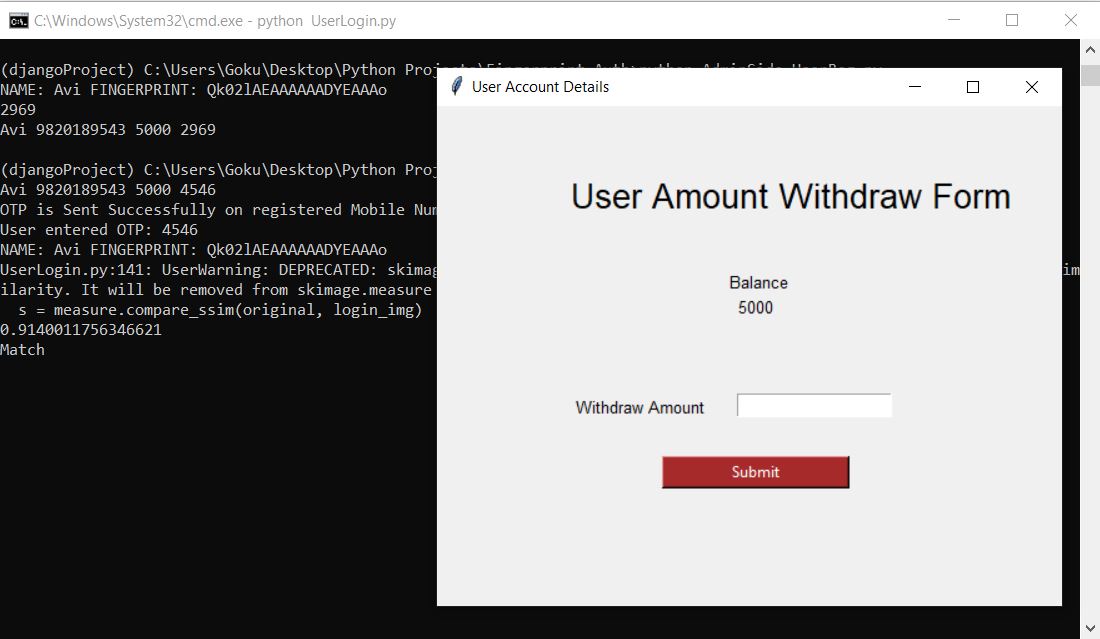 C:\Windows\System32\cmd.exe - python  UserLogin.py
(djangoProject) C:\Users\Goku\Desktop\Python
NAME: Avi FINGERPRINT: Qk02lAEAAAAAADYEAAAo
2969
Avi 9820189543 5000 2969
(djangoProject) C:\Users\Goku\Desktop\Python
Avi 9820189543 5000 4546
OTP is Sent Successfully on registered Mobile
User entered OTP: 4546
NAME: Avi FINGERPRINT: Qk02lAEAAAAAADYEAAAo
UserLogin.py:141: UserWarning: DEPRECATED: skimag im
ilarity. It will be removed from skimage.measure
s = measure.compare_ssim(original, login_img)
0.9140011756346621
Match
User Account Details
User Amount Withdraw Form
Balance
5000
Withdraw Amount
Submit